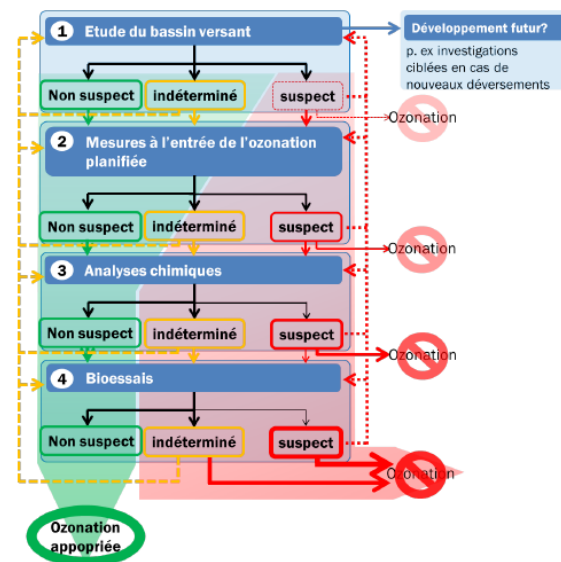 1 Etude du bassin versant
Développement futur?
p. ex investigations
ciblées en cas de
nouveaux déversements
Non suspect
indéterminé
suspect
Ozonation
2 Mesures à l'entrée de l'ozonation
planifiée
Non suspect
indéterminé
suspect
Ozonation
3 Analyses chimiques
Non suspect
indéterminé
suspect
Ozonation
4 Bioessais
Non suspect
indéterminé
suspect
Ozonation
Ozonation
appopriée